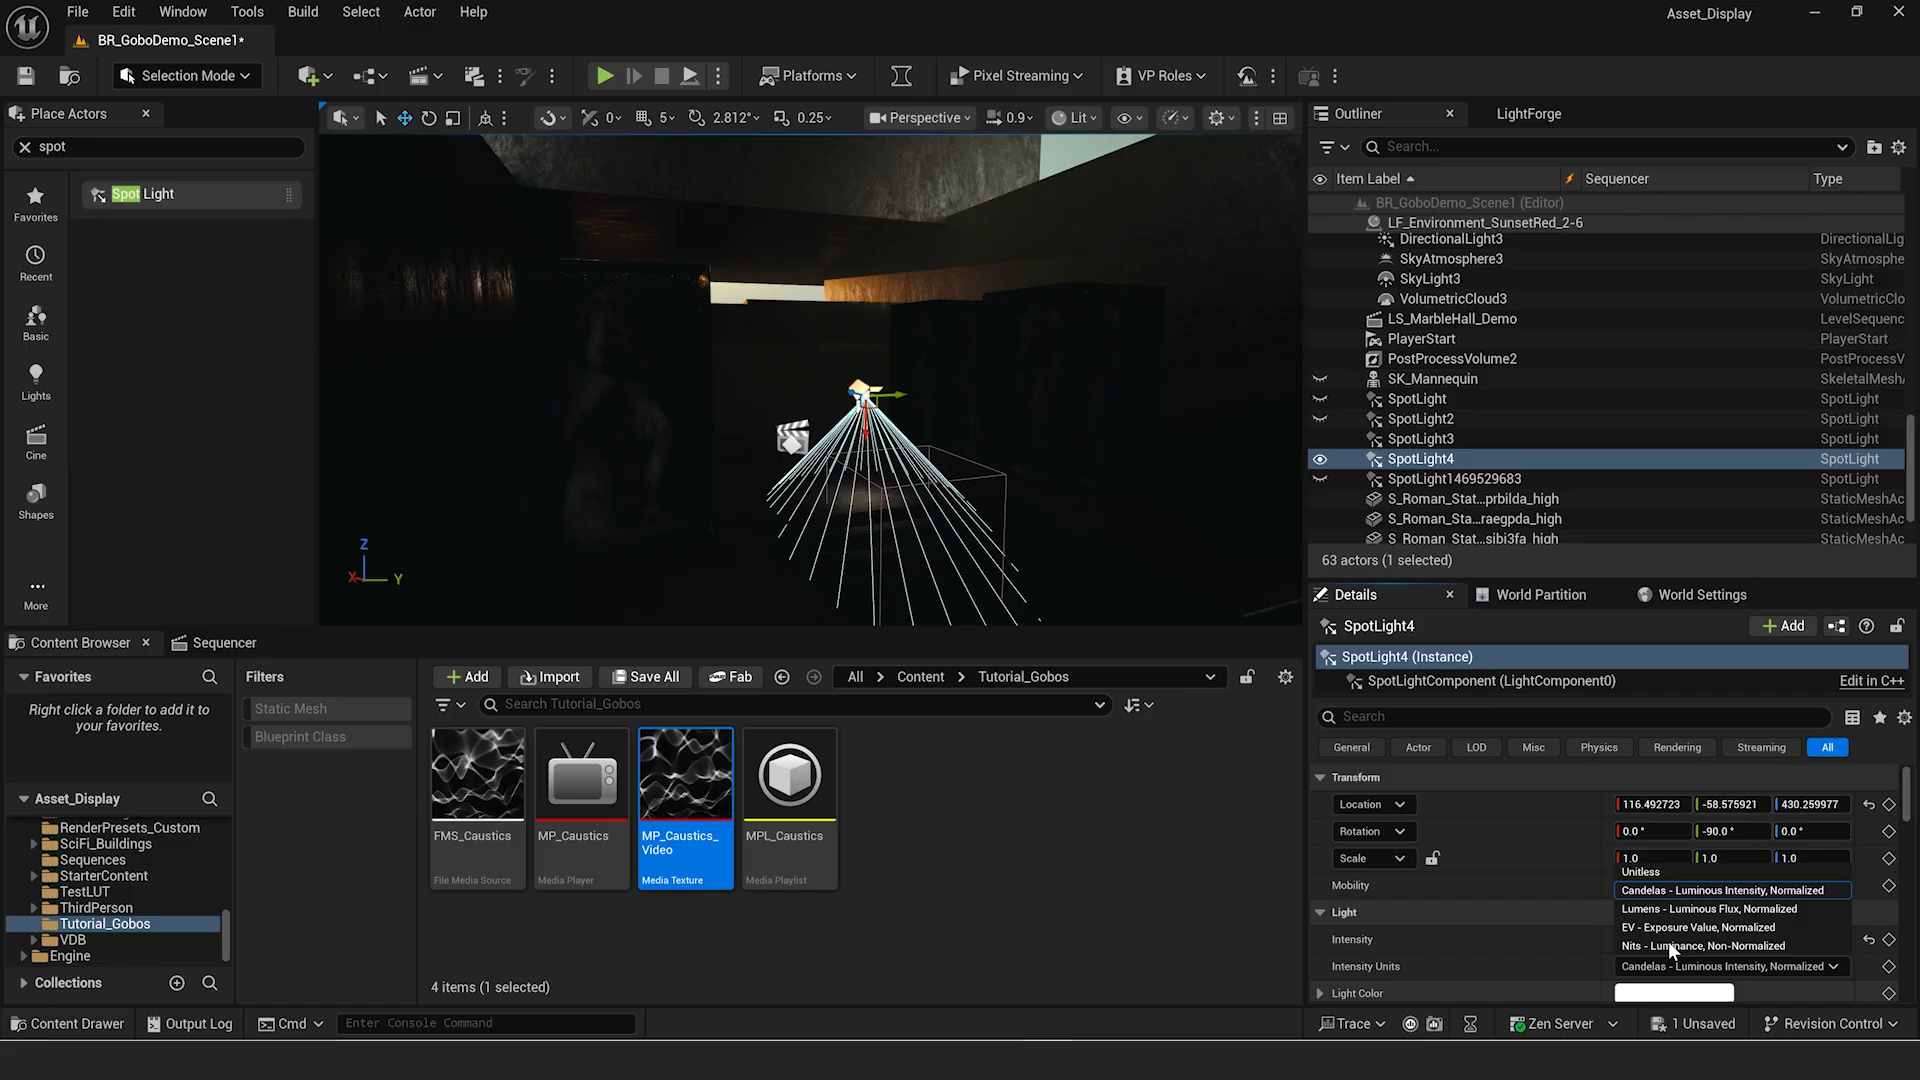 File Edit Window Tools Build Select Actor Help
Asset_Display
BR_GoboDemo_Scene1*
Selection Mode
Platforms
Pixel Streaming
VP Roles
Place Actors
spot
Spot Light
Favorites
Recent
Basic
Lights
Cine
Shapes
More
0
5
2.812°
0.25
Perspective
0.9
Lit
Z
X
Y
Outliner
LightForge
Search...
Item Label
Sequencer
Type
BR_GoboDemo_Scene1 (Editor)
LF_Environment_SunsetRed_2-6
DirectionalLight3 DirectionalLig
SkyAtmosphere3 SkyAtmosphe
SkyLight3 SkyLight
VolumetricCloud3 VolumetricClo
LS_MarbleHall_Demo LevelSequenc
PlayerStart PlayerStart
PostProcessVolume2 PostProcessV
SK_Mannequin SkeletalMesh
SpotLight SpotLight
SpotLight2 SpotLight
SpotLight3 SpotLight
SpotLight4 SpotLight
SpotLight1469529683 SpotLight
S_Roman_Stat...prbilda_high StaticMeshAc
S_Roman_Sta...raegpda_high StaticMeshAc
S_Roman_Stat...sibi3fa_high StaticMeshAc
63 actors (1 selected)
Details
World Partition
World Settings
SpotLight4
Add
SpotLight4 (Instance)
SpotLightComponent (LightComponent0)
Edit in C++
Search
General Actor LOD Misc Physics Rendering Streaming All
Transform
Location 116.492723 -58.575921 430.259977
Rotation 0.0° -90.0° 0.0°
Scale 1.0 1.0 1.0
Unitless
Mobility
Candelas - Luminous Intensity, Normalized
Lumens - Luminous Flux, Normalized
Light
EV - Exposure Value, Normalized
Intensity
Nits - Luminance, Non-Normalized
Intensity Units Candelas - Luminous Intensity, Normalized
Light Color
Content Browser
Sequencer
Favorites
Right click a folder to add it to
your favorites.
Asset_Display
RenderPresets_Custom
SciFi_Buildings
Sequences
StarterContent
TestLUT
ThirdPerson
Tutorial_Gobos
VDB
Engine
Collections
Filters
Static Mesh
Blueprint Class
Add
Import
Save All
Fab
All
Content
Tutorial_Gobos
Search Tutorial_Gobos
FMS_Caustics
File Media Source
MP_Caustics
Media Player
MP_Caustics_
Video
Media Texture
MPL_Caustics
Media Playlist
4 items (1 selected)
Content Drawer
Output Log
Cmd
Enter Console Command
Trace
Zen Server
1 Unsaved
Revision Control